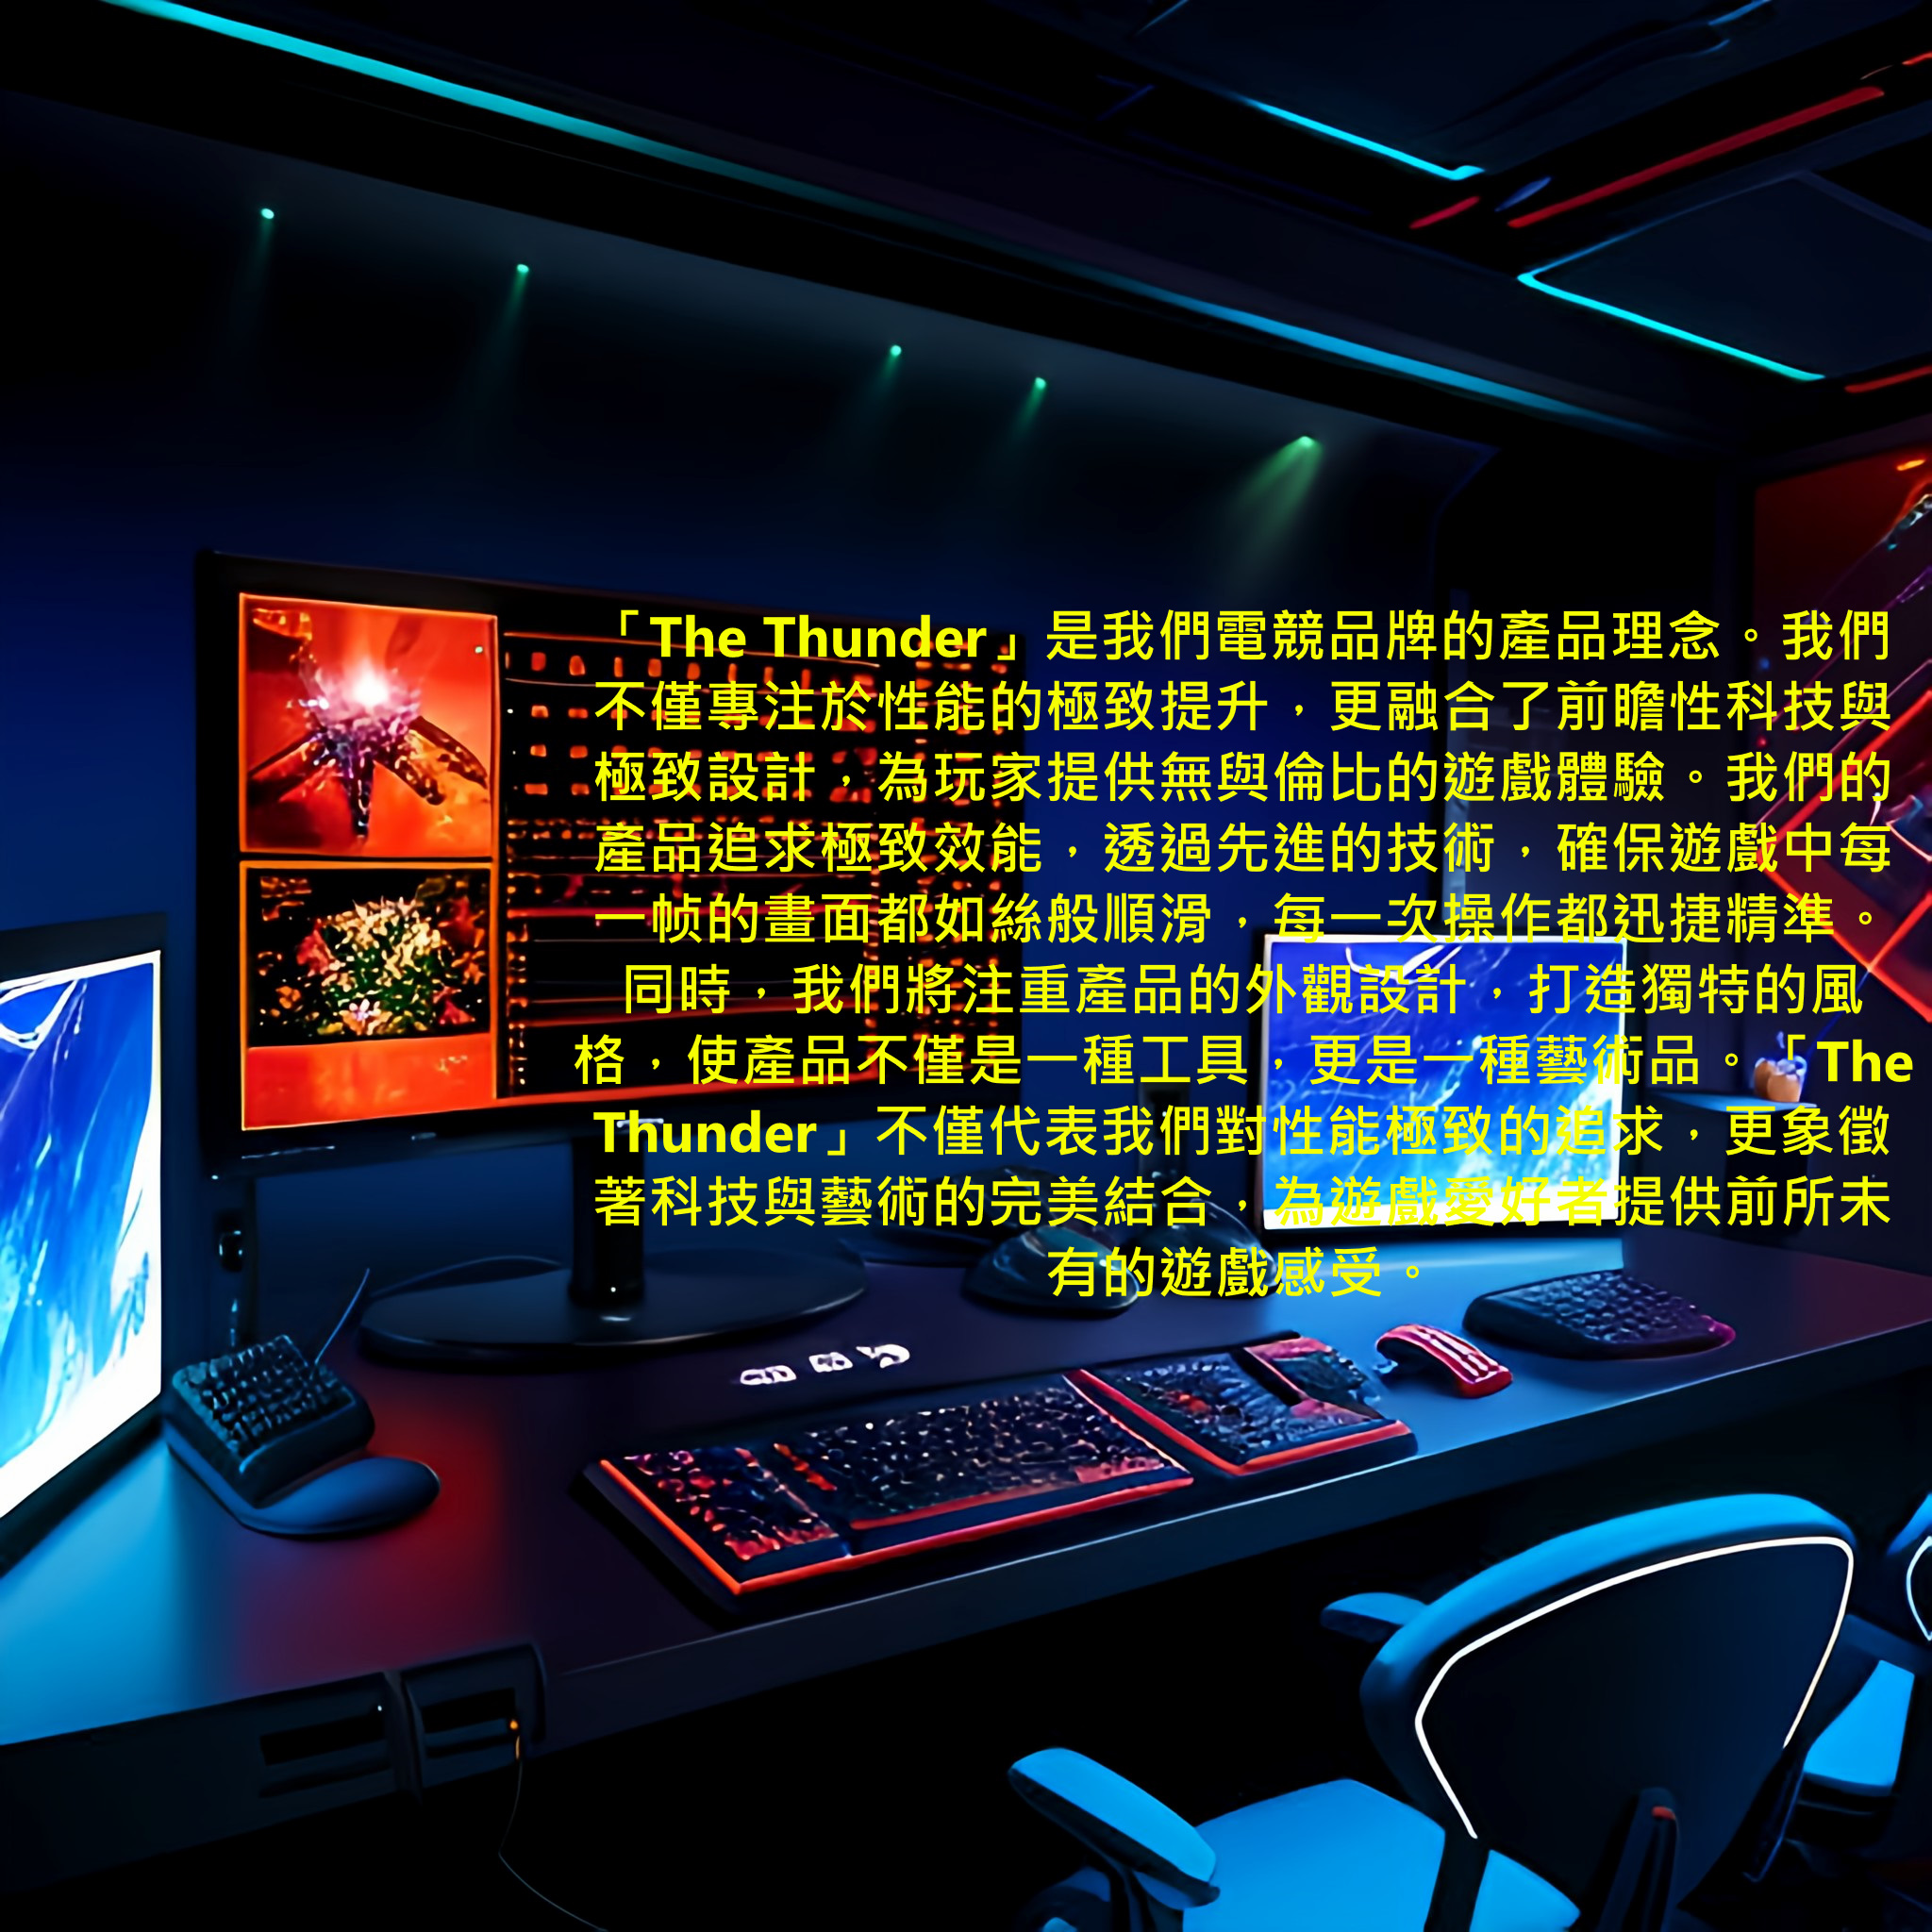 「The Thunder」是我們電競品牌的產品理念。我們
不僅專注於性能的極致提升，更融合了前瞻性科技與
極致設計，為玩家提供無與倫比的遊戲體驗。我們的
產品追求極致效能，透過先進的技術，確保遊戲中每
一帧的畫面都如絲般順滑，每一次操作都迅捷精準。
同時，我們將注重產品的外觀設計，打造獨特的風
格，使產品不僅是一種工具，更是一種藝術品。「The
Thunder」不僅代表我們對性能極致的追求，更象徵
著科技與藝術的完美結合，為遊戲愛好者提供前所未
有的遊戲感受。